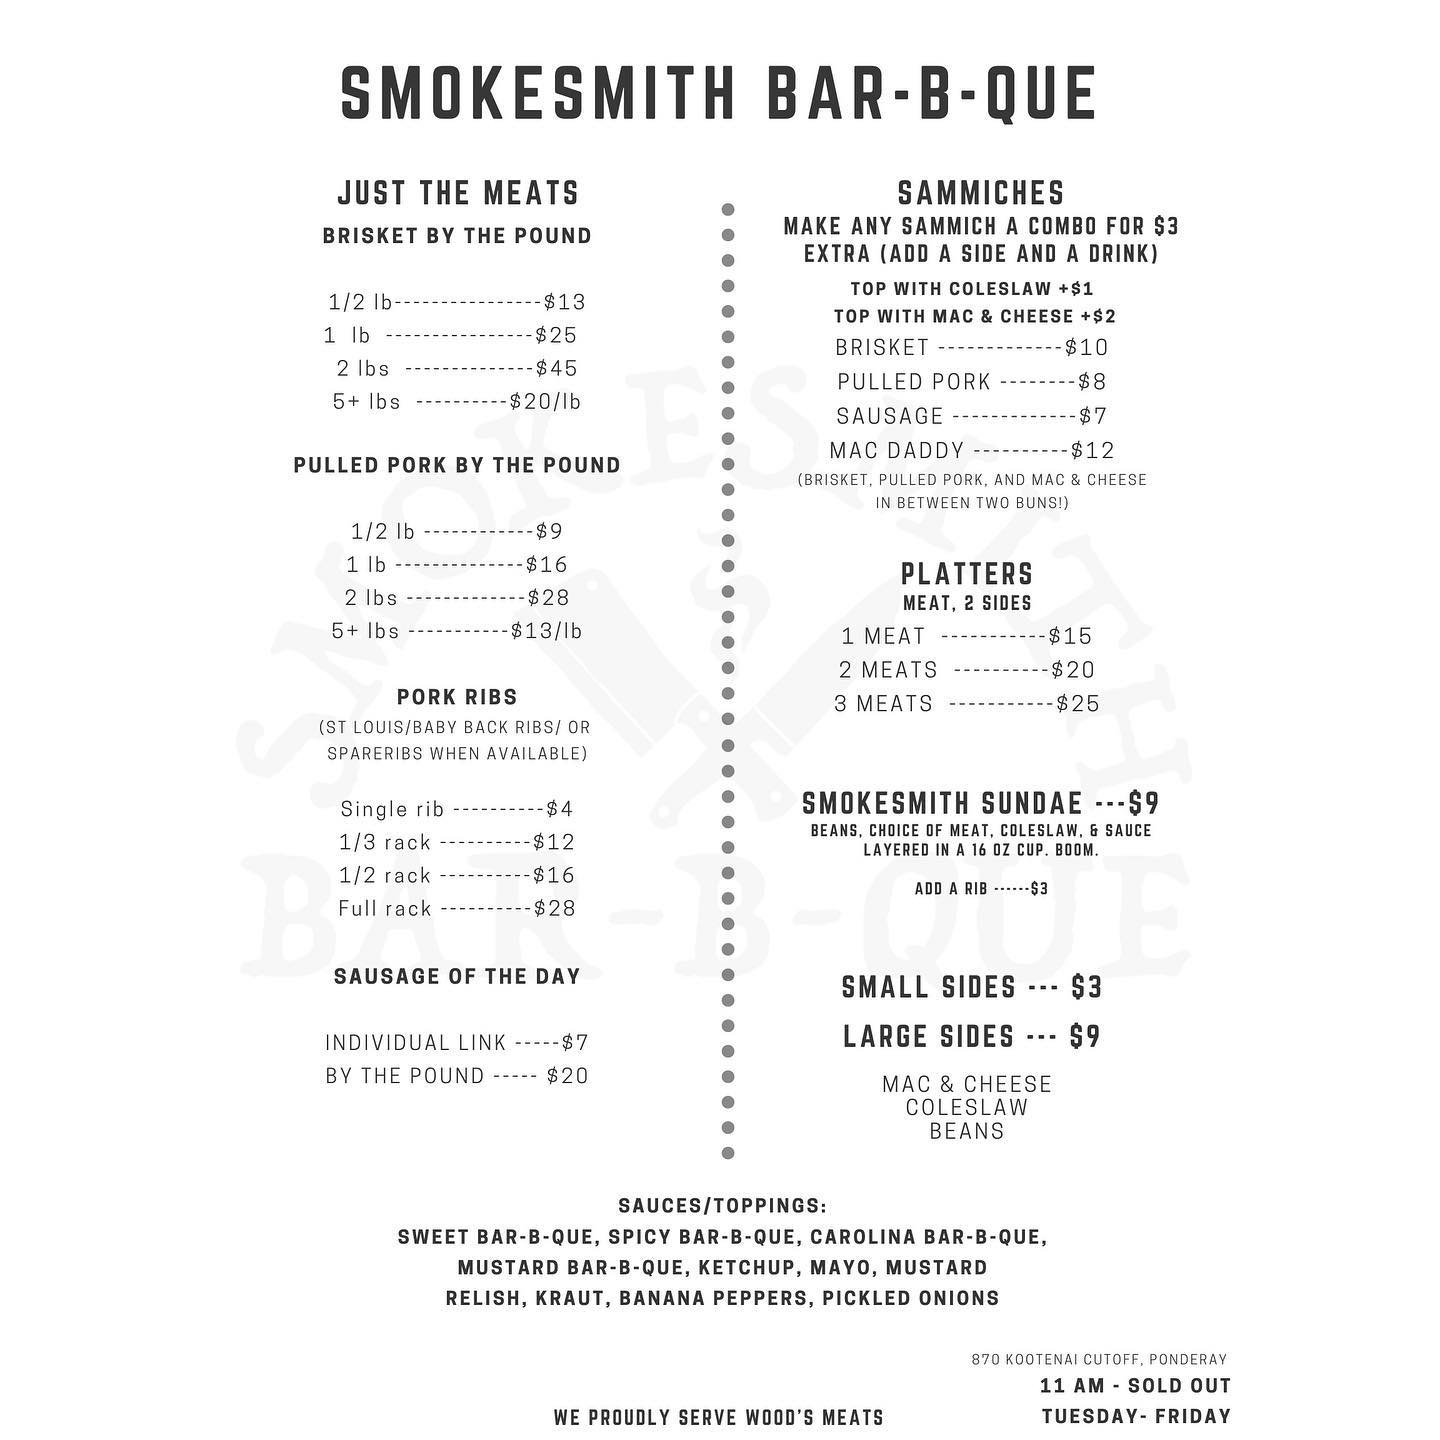 SMOKESMITH BAR-B-QUE
JUST THE MEATS
BRISKET BY THE POUND
1/2 lb----------------$13
1 lb ----------------$25
2 lbs --------------$45
5+ lbs ----------$20/lb
PULLED PORK BY THE POUND
1/2 lb ------------$9
1 lb --------------$16
2 lbs -------------$28
5+ lbs -----------$13/lb
PORK RIBS
(ST LOUIS/BABY BACK RIBS/ OR
SPARERIBS WHEN AVAILABLE)
Single rib ----------$4
1/3 rack ----------$12
1/2 rack ----------$16
Full rack ----------$28
SAUSAGE OF THE DAY
INDIVIDUAL LINK -----$7
BY THE POUND ----- $20
SAMMICHES
MAKE ANY SAMMICH A COMBO FOR $3
EXTRA (ADD A SIDE AND A DRINK)
TOP WITH COLESLAW +$1
TOP WITH MAC & CHEESE +$2
BRISKET -------------$10
PULLED PORK --------$8
SAUSAGE -------------$7
MAC DADDY ----------$12
(BRISKET, PULLED PORK, AND MAC & CHEESE
IN BETWEEN TWO BUNS!)
PLATTERS
MEAT, 2 SIDES
1 MEAT -----------$15
2 MEATS ----------$20
3 MEATS -----------$25
SMOKESMITH SUNDAE ---$9
BEANS, CHOICE OF MEAT, COLESLAW, & SAUCE
LAYERED IN A 16 OZ CUP. BOOM.
ADD A RIB ------$3
SMALL SIDES --- $3
LARGE SIDES --- $9
MAC & CHEESE
COLESLAW
BEANS
SMOKESMITH
BAR-B-QUE
SAUCES/TOPPINGS:
SWEET BAR-B-QUE, SPICY BAR-B-QUE, CAROLINA BAR-B-QUE,
MUSTARD BAR-B-QUE, KETCHUP, MAYO, MUSTARD
RELISH, KRAUT, BANANA PEPPERS, PICKLED ONIONS
870 KOOTENAI CUTOFF, PONDERAY
11 AM - SOLD OUT
TUESDAY- FRIDAY
WE PROUDLY SERVE WOOD'S MEATS